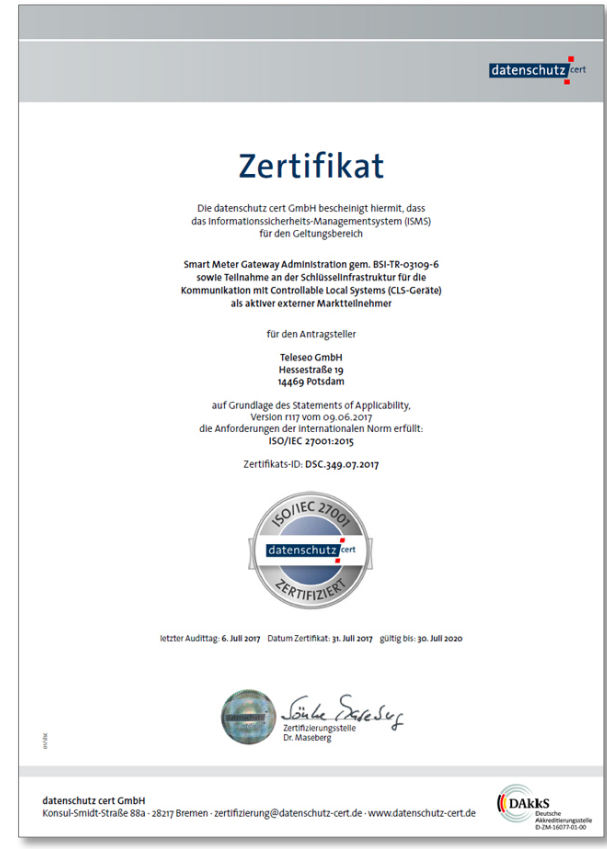 datenschutz cert
Zertifikat
Die datenschutz cert GmbH bescheinigt hiermit, dass
das Informationssicherheits-Managementsystem (ISMS)
für den Geltungsbereich
Smart Meter Gateway Administration gem. BSI-TR-03109-6
sowie Teilnahme an der Schlüsselinfrastruktur für die
Kommunikation mit Controllable Local Systems (CLS-Geräte)
als aktiver externer Marktteilnehmer
für den Antragsteller
Teleseo GmbH
Hessestraße 19
14469 Potsdam
auf Grundlage des Statements of Applicability,
Version r117 vom 09.06.2017
die Anforderungen der internationalen Norm erfüllt:
ISO/IEC 27001:2015
Zertifikats-ID: DSC.349.07.2017
ISO/IEC 27001
datenschutz cert
ZERTIFIZIERT
letzter Audittag: 6. Juli 2017 Datum Zertifikat: 31. Juli 2017 gültig bis: 30. Juli 2020
datenschutz
Zertifizierungsstelle
Dr. Maseberg
datenschutz cert GmbH
Konsul-Smidt-Straße 88a · 28217 Bremen · zertifizierung@datenschutz-cert.de · www.datenschutz-cert.de
DAkkS
Deutsche
Akkreditierungsstelle
D-ZM-16077-01-00